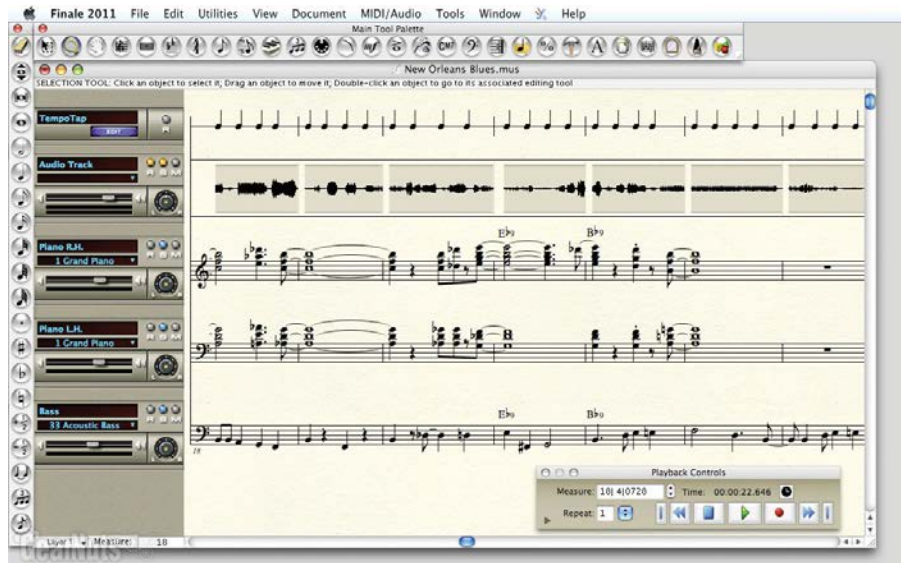 Finale 2011 File Edit Utilities View Document MIDI/Audio Tools Window Help
Main Tool Palette
mf CM7 A
New Orleans Blues.mus
SELECTION TOOL: Click an object to select it; Drag an object to move it; Double-click an object to go to its associated editing tool
TempoTap
EDIT
Audio Track
Piano R.H.
1 Grand Piano
E♭9 B♭9
Piano L.H.
1 Grand Piano
Bass
33 Acoustic Bass
E♭9 B♭9
18
Playback Controls
Measure: 18| 4|0720 Time: 00:00:22.646
Repeat: 1
Layer 1 Measure: 18
GearNuts